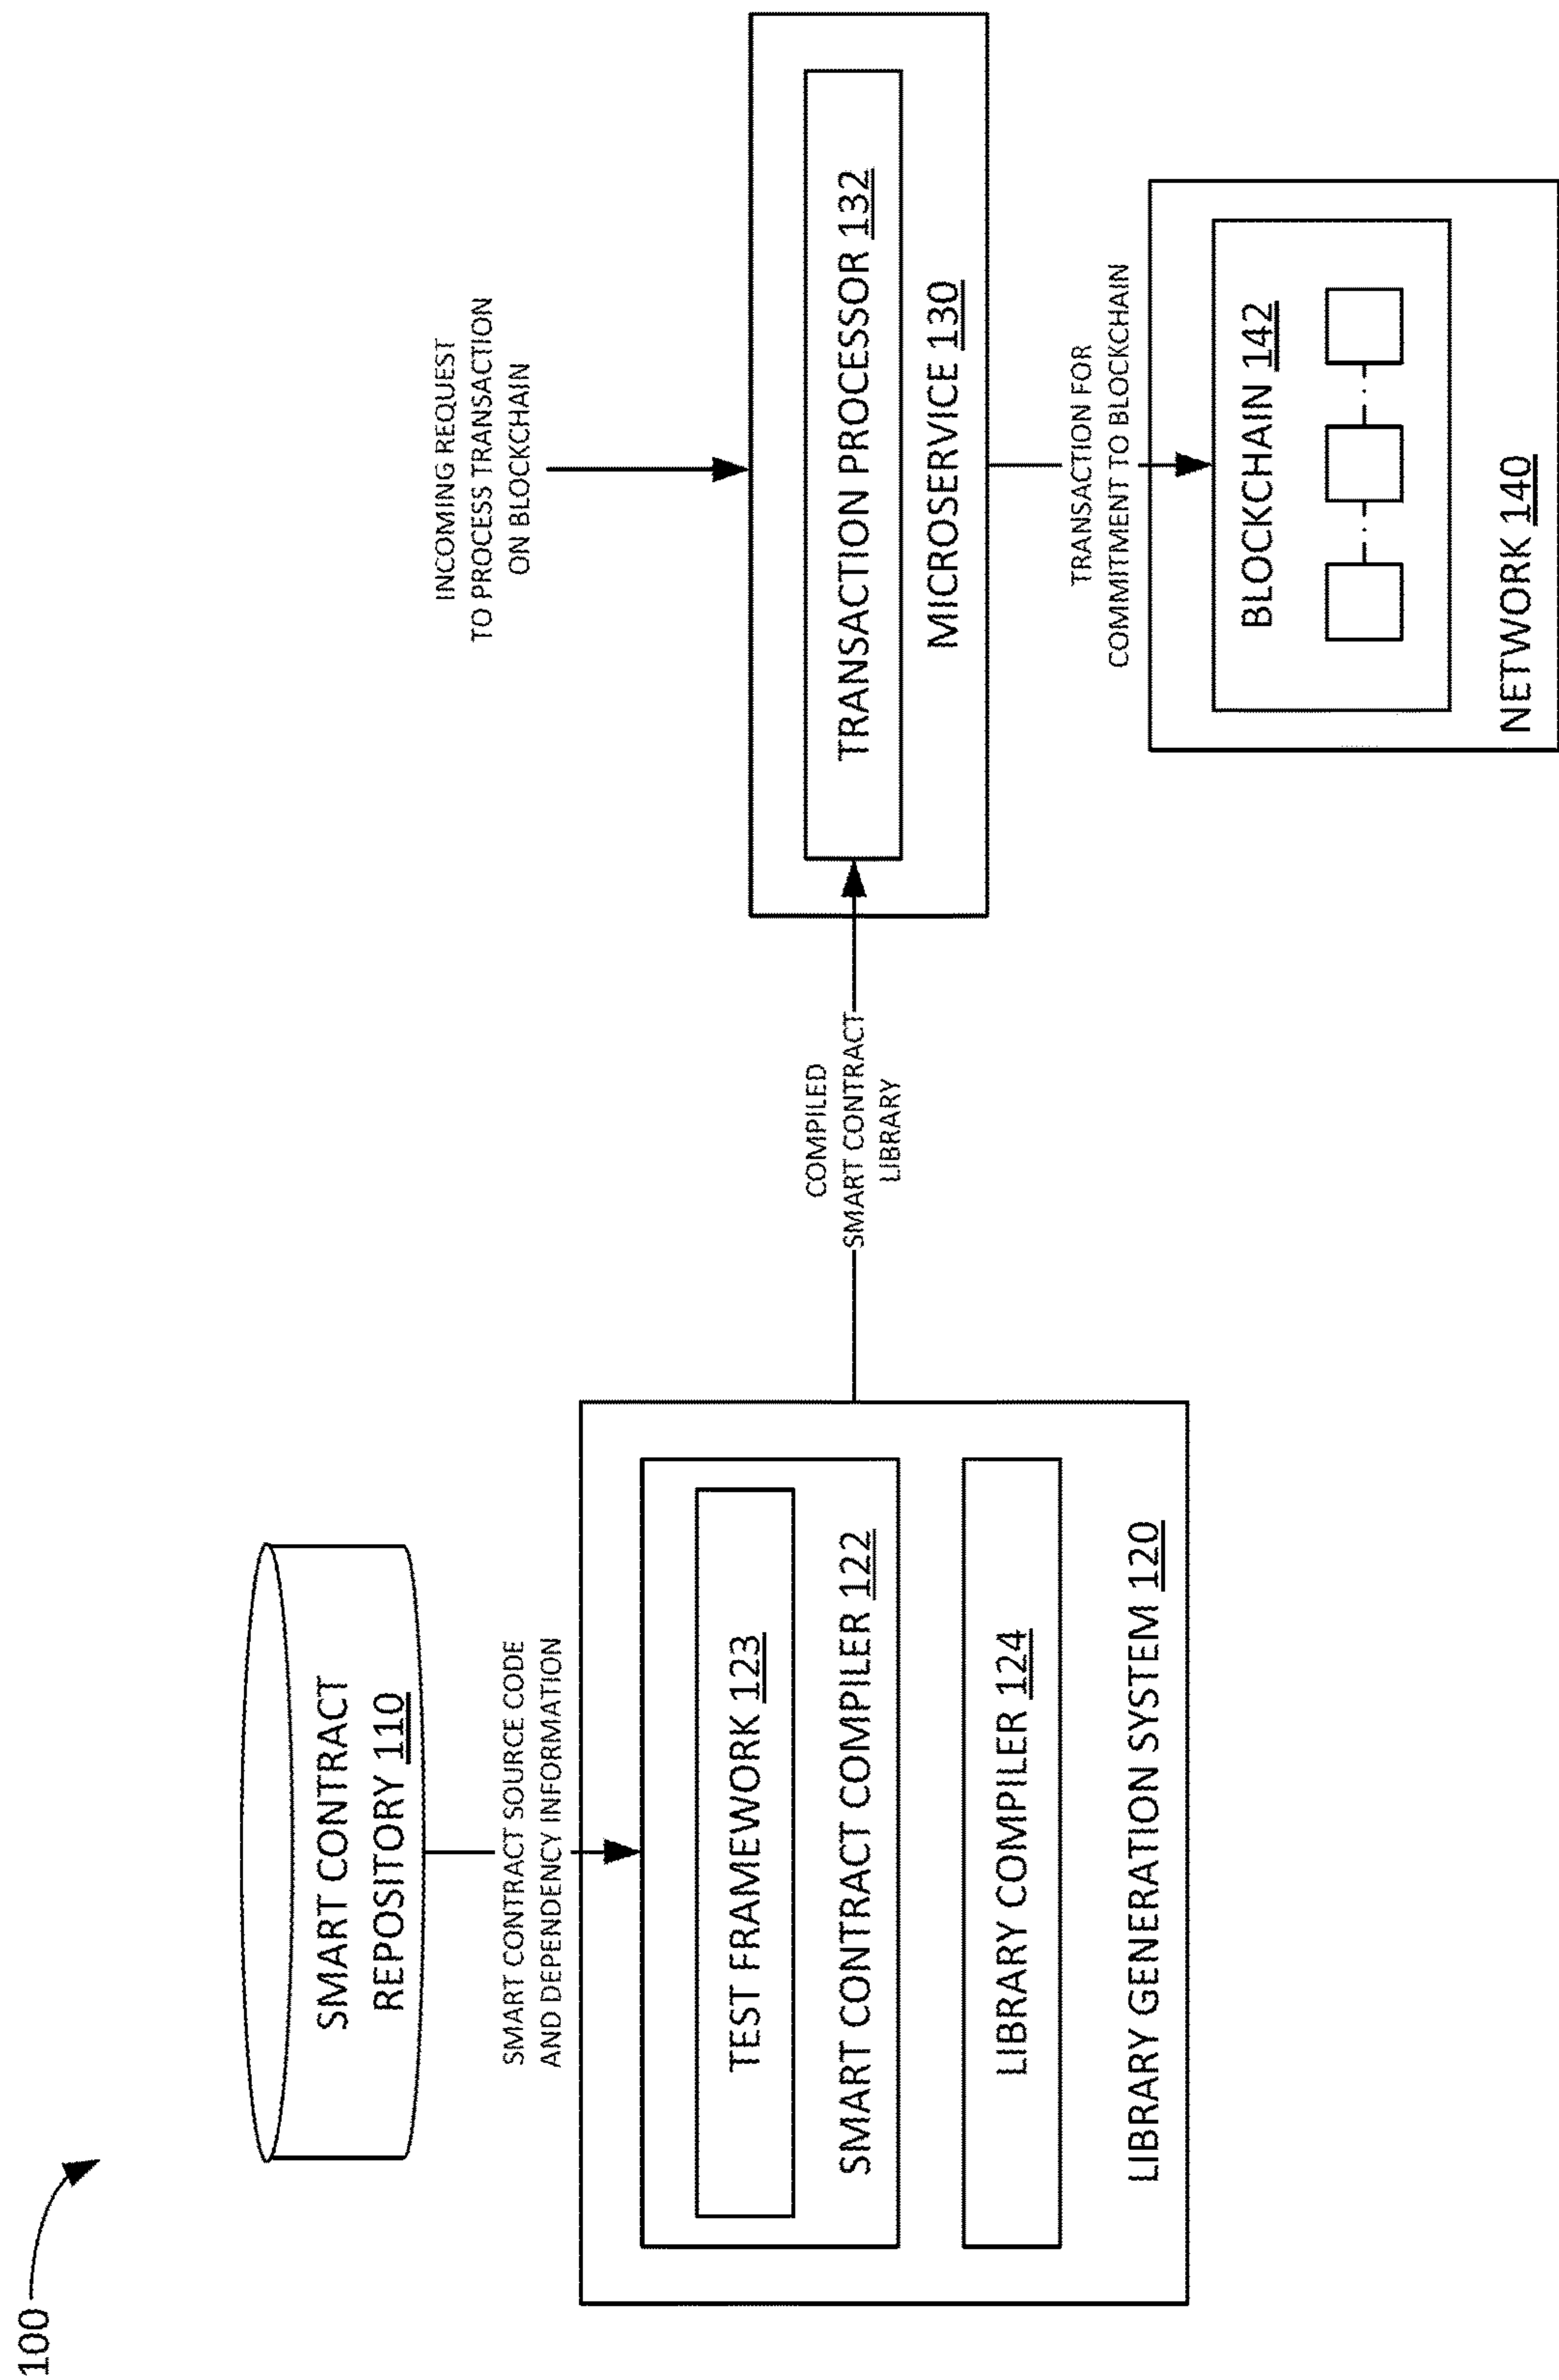 100
SMART CONTRACT
REPOSITORY 110
SMART CONTRACT SOURCE CODE
AND DEPENDENCY INFORMATION
TEST FRAMEWORK 123
SMART CONTRACT COMPILER 122
LIBRARY COMPILER 124
LIBRARY GENERATION SYSTEM 120
COMPILED
SMART CONTRACT
LIBRARY
INCOMING REQUEST
TO PROCESS TRANSACTION
ON BLOCKCHAIN
TRANSACTION PROCESSOR 132
MICROSERVICE 130
TRANSACTION FOR
COMMITMENT TO BLOCKCHAIN
BLOCKCHAIN 142
NETWORK 140